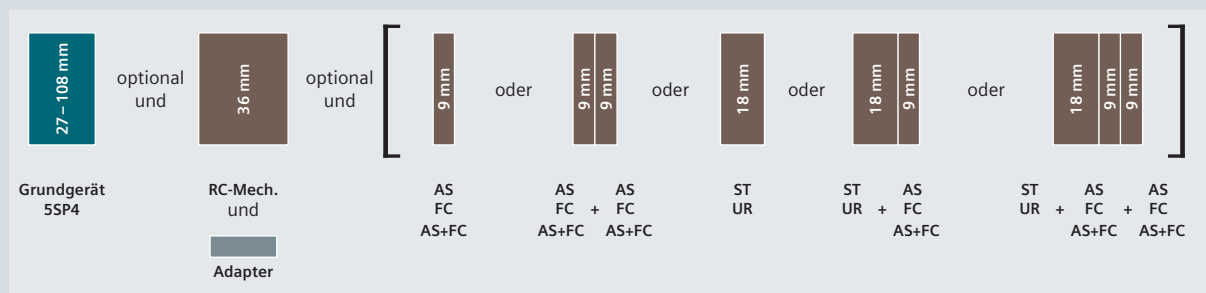 27 – 108 mm
optional
und
36 mm
optional
und
9 mm
oder
9 mm
9 mm
oder
18 mm
oder
18 mm
9 mm
oder
18 mm
9 mm
9 mm
Grundgerät
5SP4
RC-Mech.
und
Adapter
AS
FC
AS+FC
AS AS
FC + FC
AS+FC AS+FC
ST
UR
ST AS
UR + FC
AS+FC
ST AS AS
UR + FC + FC
AS+FC AS+FC